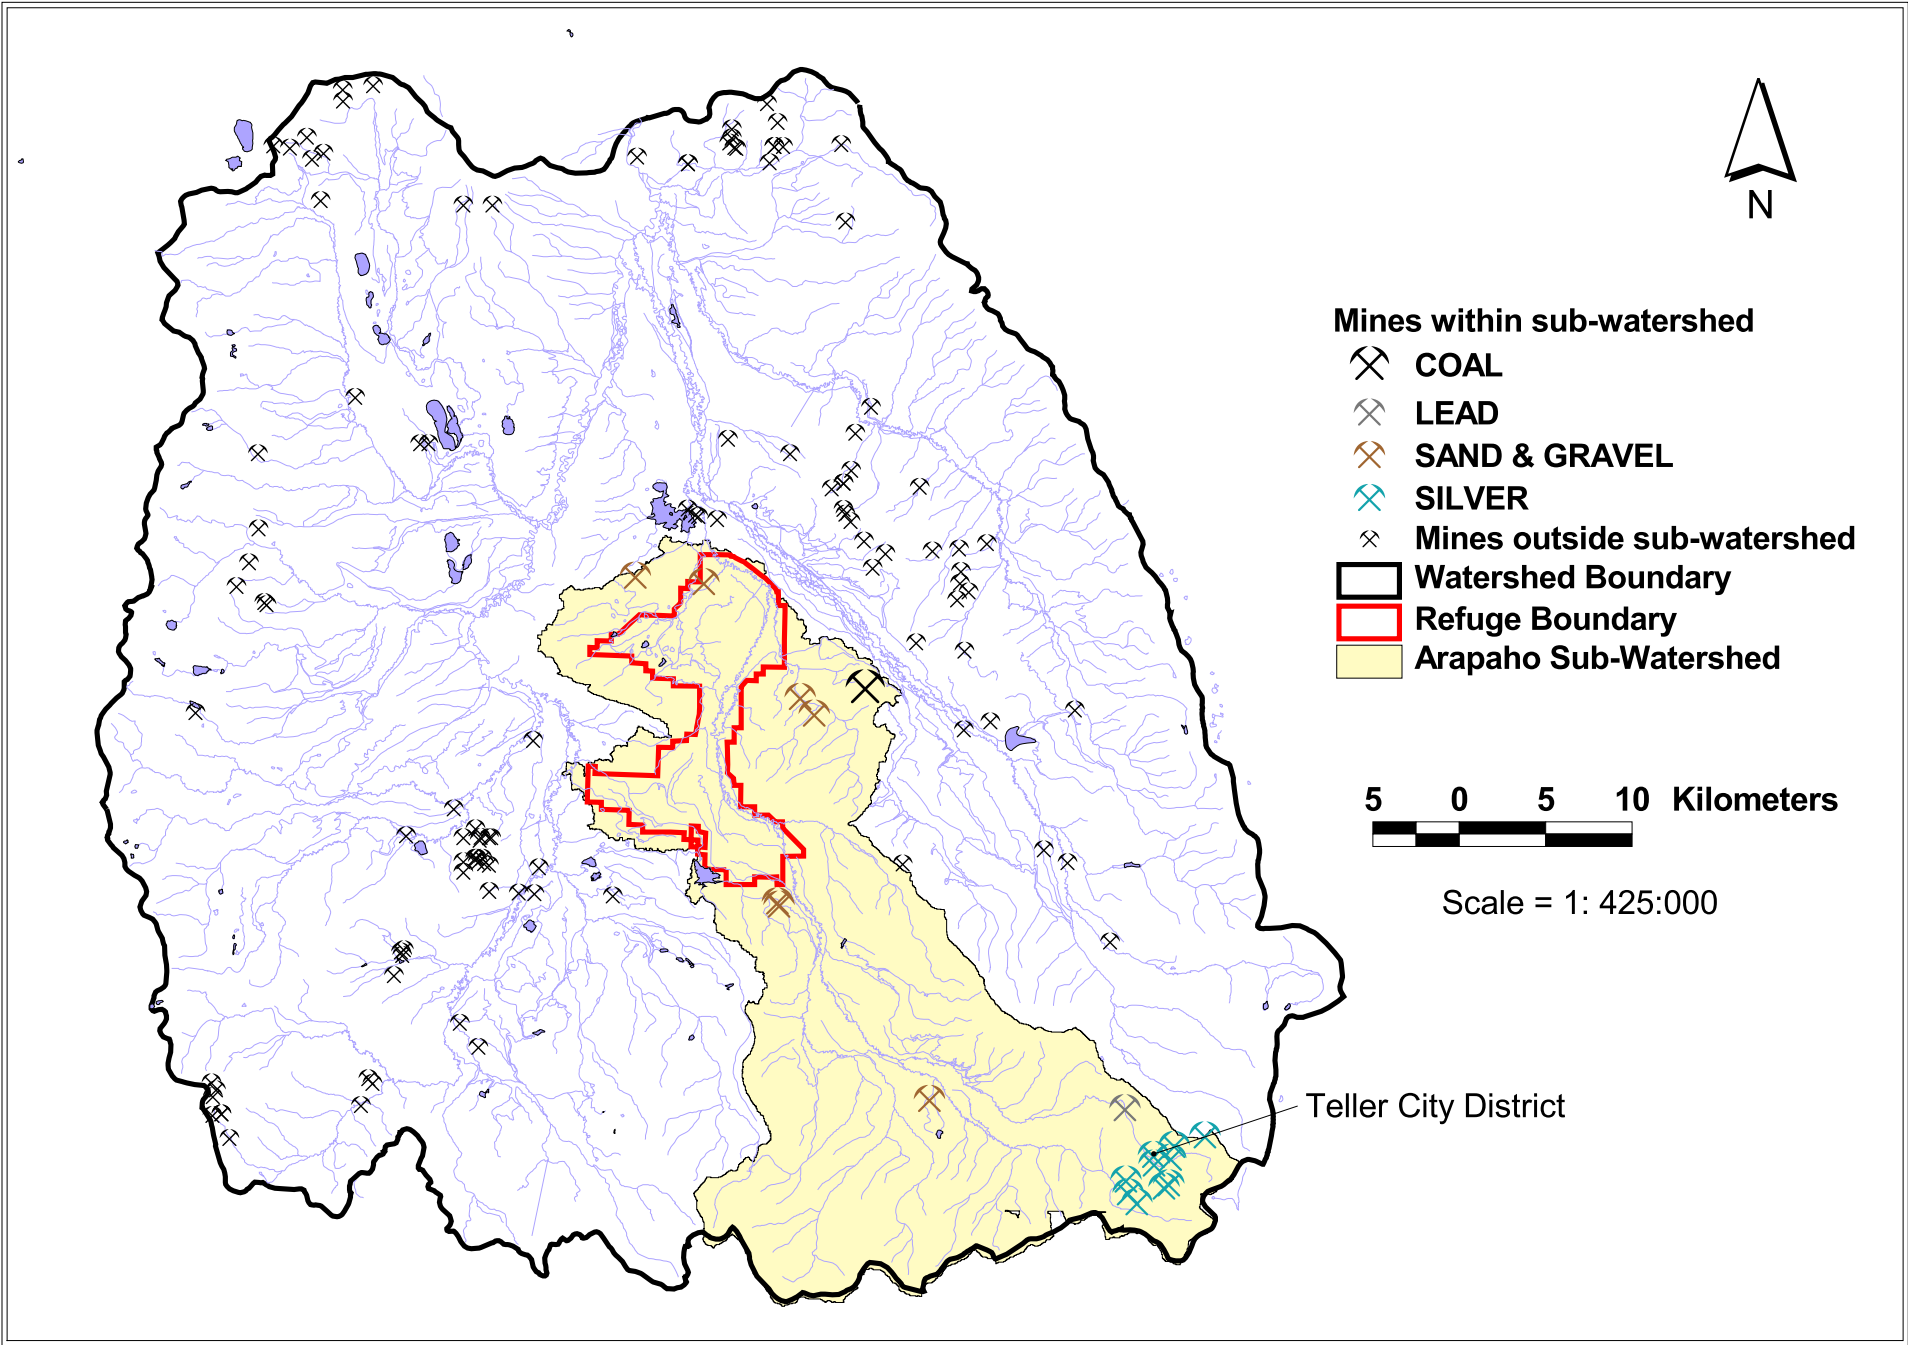 N
Mines within sub-watershed
COAL
LEAD
SAND & GRAVEL
SILVER
Mines outside sub-watershed
Watershed Boundary
Refuge Boundary
Arapaho Sub-Watershed
5 0 5 10 Kilometers
Scale = 1: 425:000
Teller City District